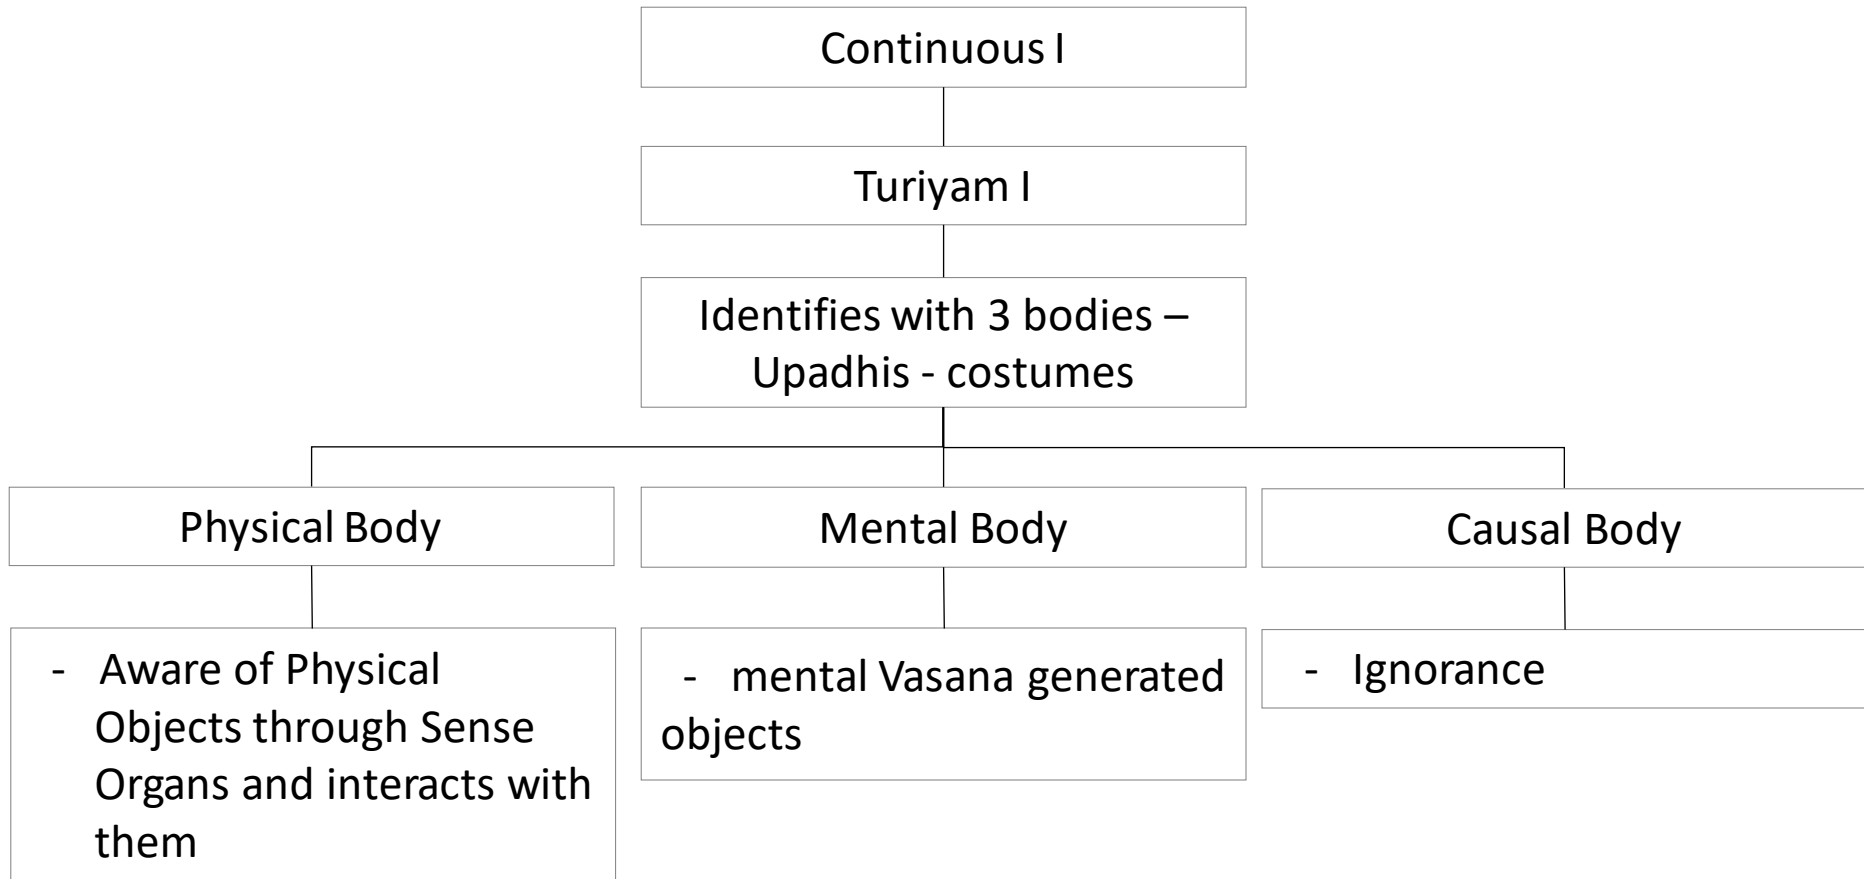 Continuous I
Turiyam I
Identifies with 3 bodies –
Upadhis - costumes
Physical Body
Mental Body
Causal Body
- Aware of Physical
Objects through Sense
Organs and interacts with
them
- mental Vasana generated
objects
- Ignorance